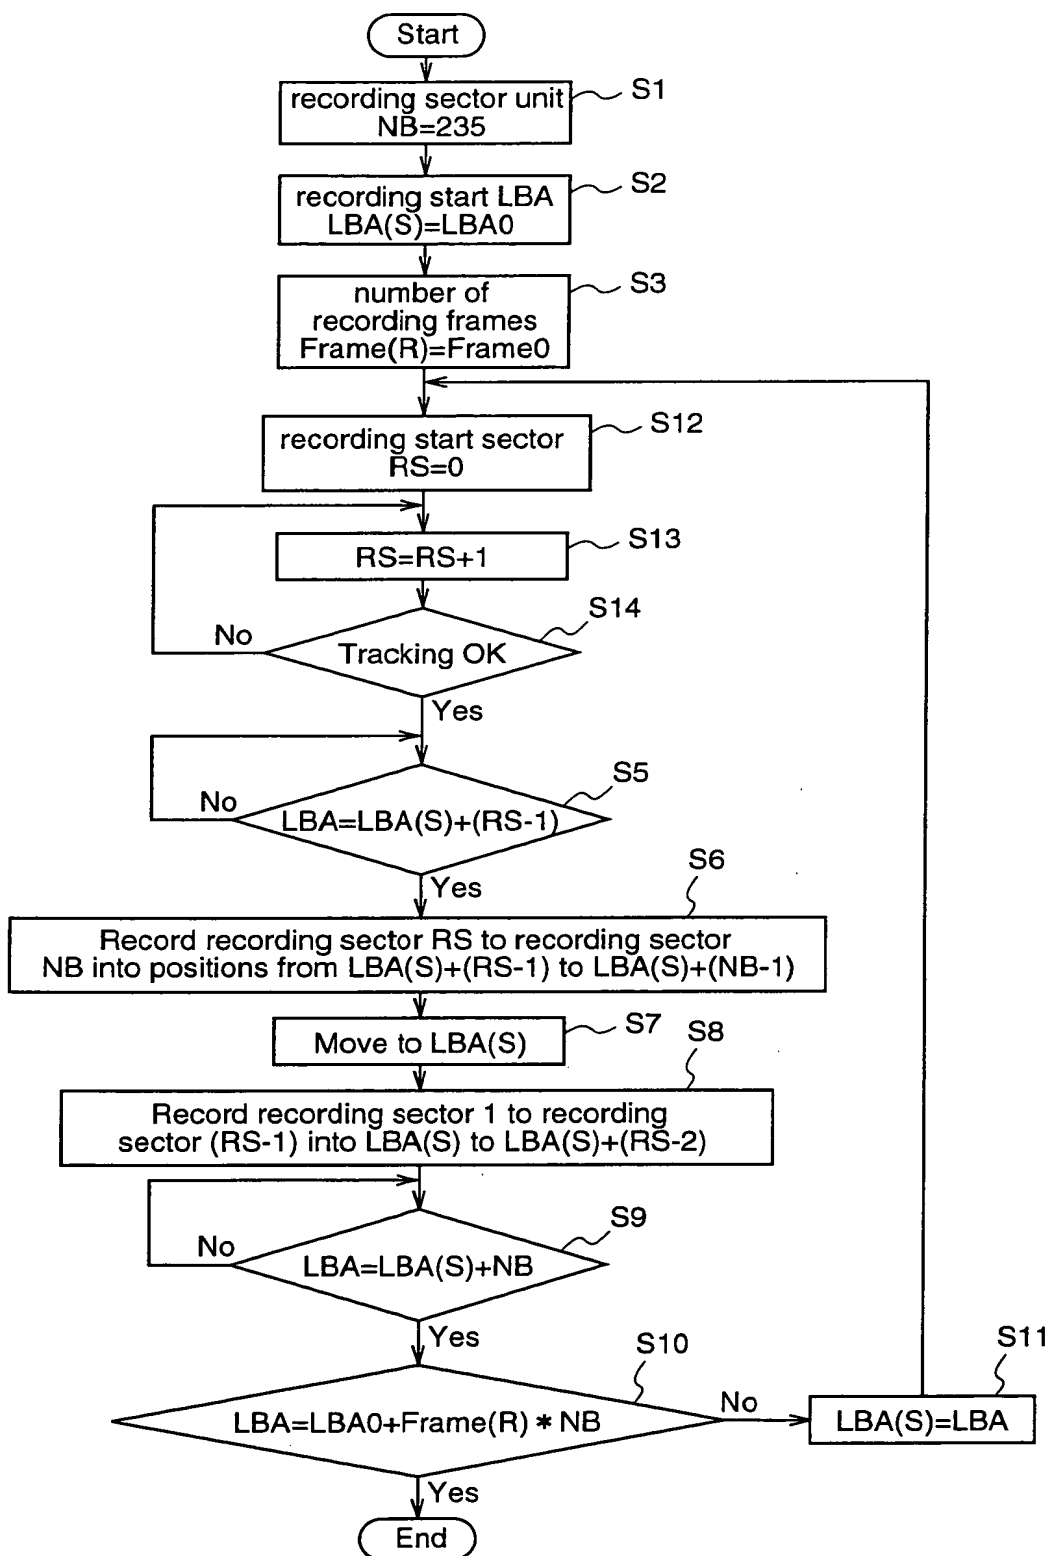 Start
recording sector unit
NB=235
S1
recording start LBA
LBA(S)=LBA0
S2
number of
recording frames
Frame(R)=Frame0
S3
recording start sector
RS=0
S12
RS=RS+1
S13
Tracking OK
S14
No
Yes
LBA=LBA(S)+(RS-1)
S5
No
Yes
Record recording sector RS to recording sector
NB into positions from LBA(S)+(RS-1) to LBA(S)+(NB-1)
S6
Move to LBA(S)
S7
Record recording sector 1 to recording
sector (RS-1) into LBA(S) to LBA(S)+(RS-2)
S8
LBA=LBA(S)+NB
S9
No
Yes
LBA=LBA0+Frame(R) * NB
S10
No
LBA(S)=LBA
S11
Yes
End